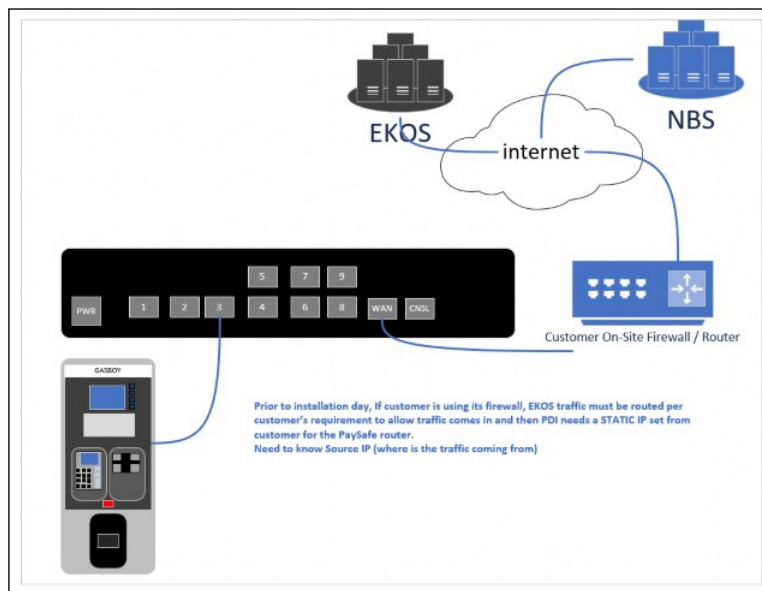 EKOS
NBS
internet
5 7 9
PWR 1 2 3 4 6 8 WAN CNSL
Customer On-Site Firewall / Router
GASBOY
Prior to installation day, If customer is using its firewall, EKOS traffic must be routed per
customer's requirement to allow traffic comes in and then PDI needs a STATIC IP set from
customer for the PaySafe router.
Need to know Source IP (where is the traffic coming from)